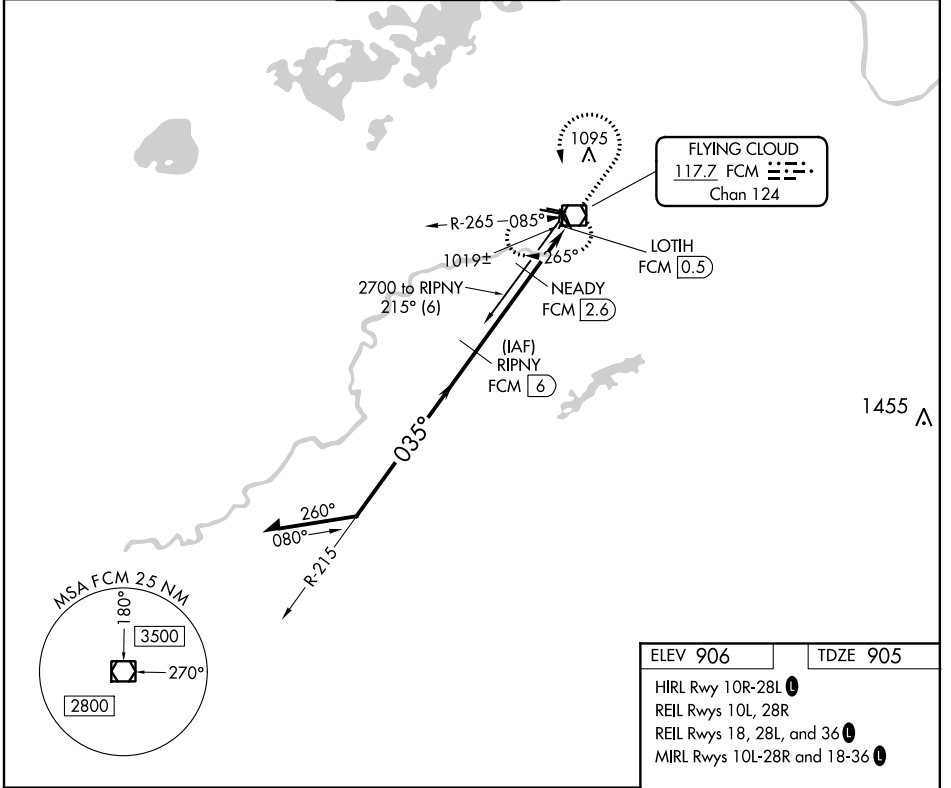 1095
FLYING CLOUD
117.7 FCM
Chan 124
R-265 085°
LOTIH
FCM 0.5
1019± 265°
2700 to RIPNY
215° (6)
NEADY
FCM 2.6
(IAF)
RIPNY
FCM 6
1455
035°
260°
080°
R-215
MSA FCM 25 NM
180°
3500
270°
2800
ELEV 906 TDZE 905
HIRL Rwy 10R-28L L
REIL Rwys 10L, 28R
REIL Rwys 18, 28L, and 36 L
MIRL Rwys 10L-28R and 18-36 L